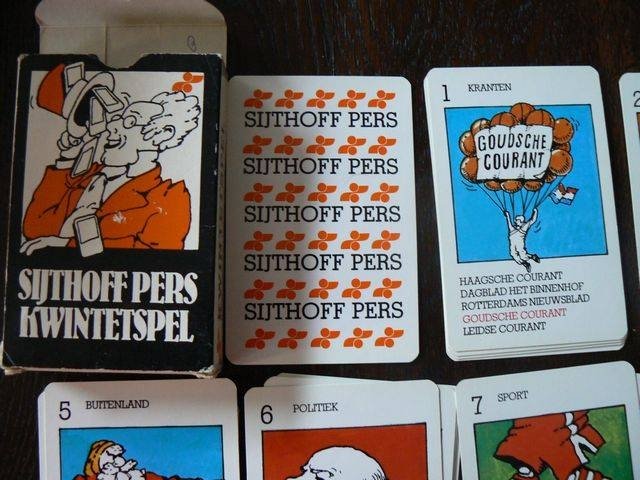 SIJTHOFF PERS
KWINTETSPEL
SIJTHOFF PERS
SIJTHOFF PERS
SIJTHOFF PERS
SIJTHOFF PERS
SIJTHOFF PERS
1 KRANTEN
GOUDSCHE
COURANT
HAAGSCHE COURANT
DAGBLAD HET BINNENHOF
ROTTERDAMS NIEUWSBLAD
GOUDSCHE COURANT
LEIDSE COURANT
2
5 BUITENLAND
6 POLITIEK
7 SPORT